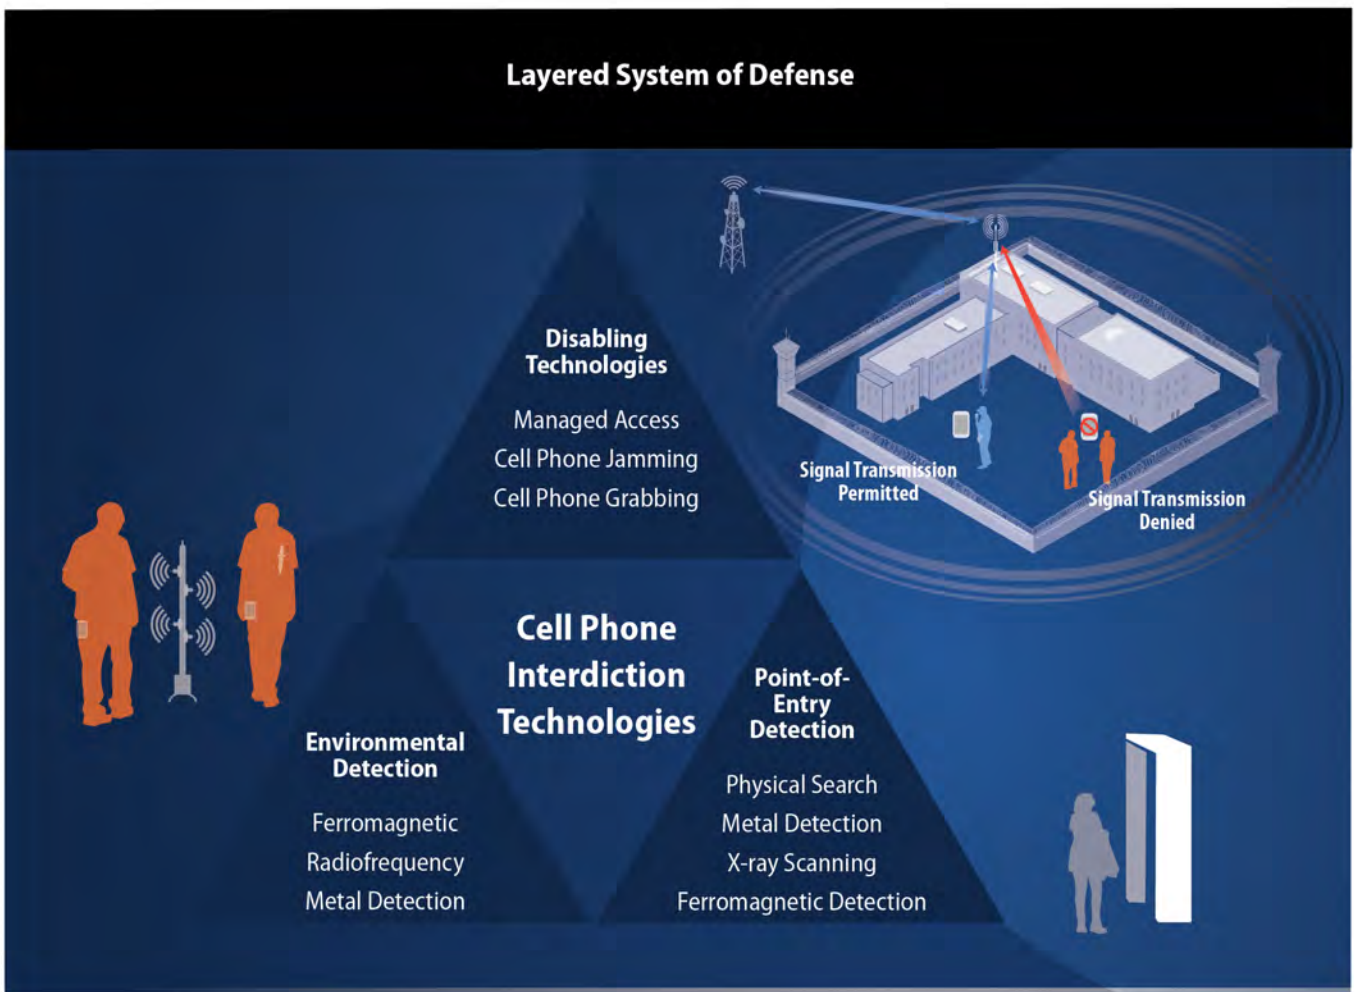 Layered System of Defense
Disabling
Technologies
Managed Access
Cell Phone Jamming
Cell Phone Grabbing
Signal Transmission
Permitted
Signal Transmission
Denied
Cell Phone
Interdiction
Technologies
Environmental
Detection
Ferromagnetic
Radiofrequency
Metal Detection
Point-of-
Entry
Detection
Physical Search
Metal Detection
X-ray Scanning
Ferromagnetic Detection